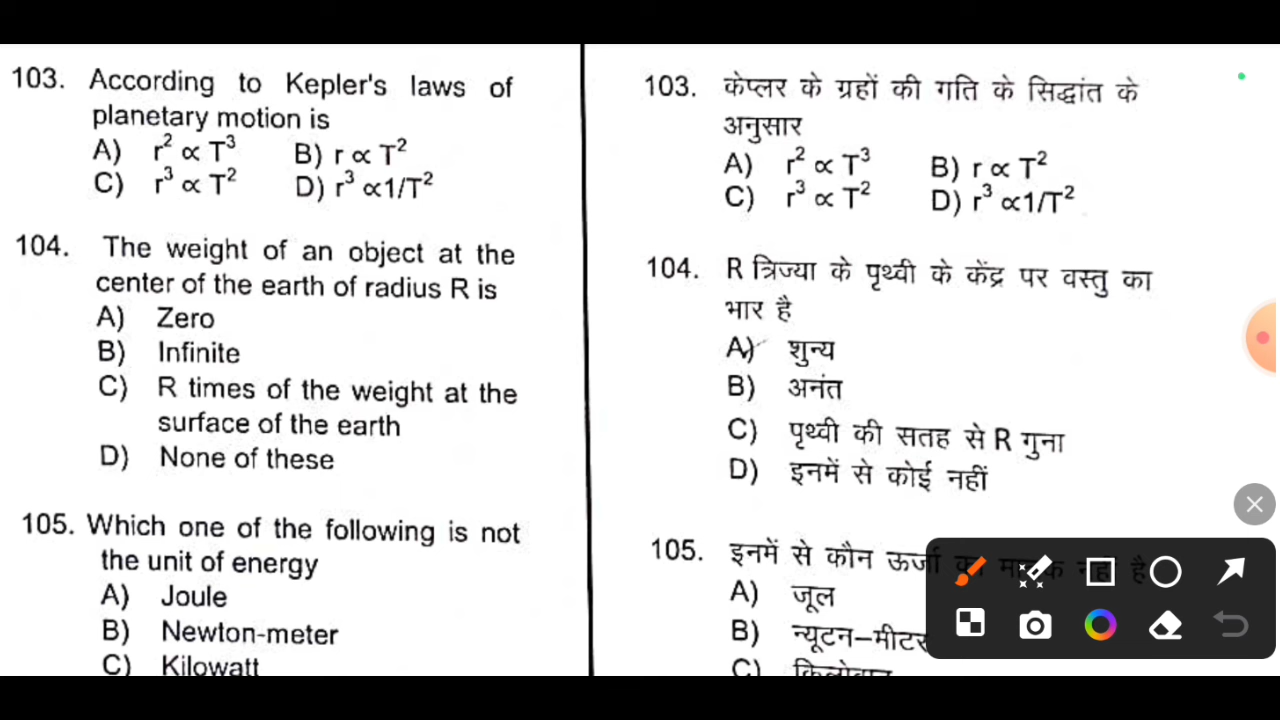 103. According to Kepler's laws of
planetary motion is
A) r² ∝ T³ B) r ∝ T²
C) r³ ∝ T² D) r³ ∝1/T²
104. The weight of an object at the
center of the earth of radius R is
A) Zero
B) Infinite
C) R times of the weight at the
surface of the earth
D) None of these
105. Which one of the following is not
the unit of energy
A) Joule
B) Newton-meter
C) Kilowatt
103. केप्लर के ग्रहों की गति के सिद्धांत के
अनुसार
A) r² ∝ T³ B) r ∝ T²
C) r³ ∝ T² D) r³ ∝1/T²
104. R त्रिज्या के पृथ्वी के केंद्र पर वस्तु का
भार है
A) शुन्य
B) अनंत
C) पृथ्वी की सतह से R गुना
D) इनमें से कोई नहीं
105. इनमें से कौन ऊर्जा का मात्रक नहीं है
A) जूल
B) न्यूटन–मीटर
C)